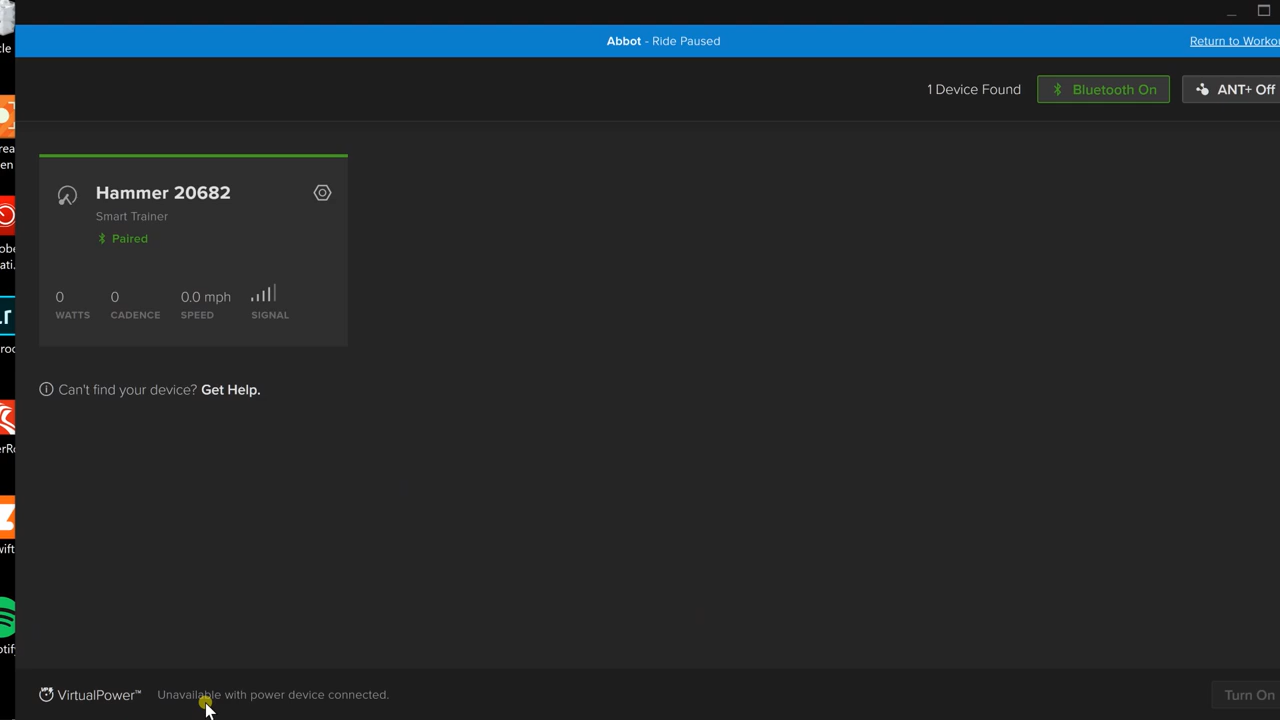 Abbot - Ride Paused
Return to Workou
1 Device Found
Bluetooth On
ANT+ Off
Hammer 20682
Smart Trainer
Paired
0 0 0.0 mph
WATTS CADENCE SPEED SIGNAL
Can't find your device? Get Help.
VirtualPower™ Unavailable with power device connected.
Turn On